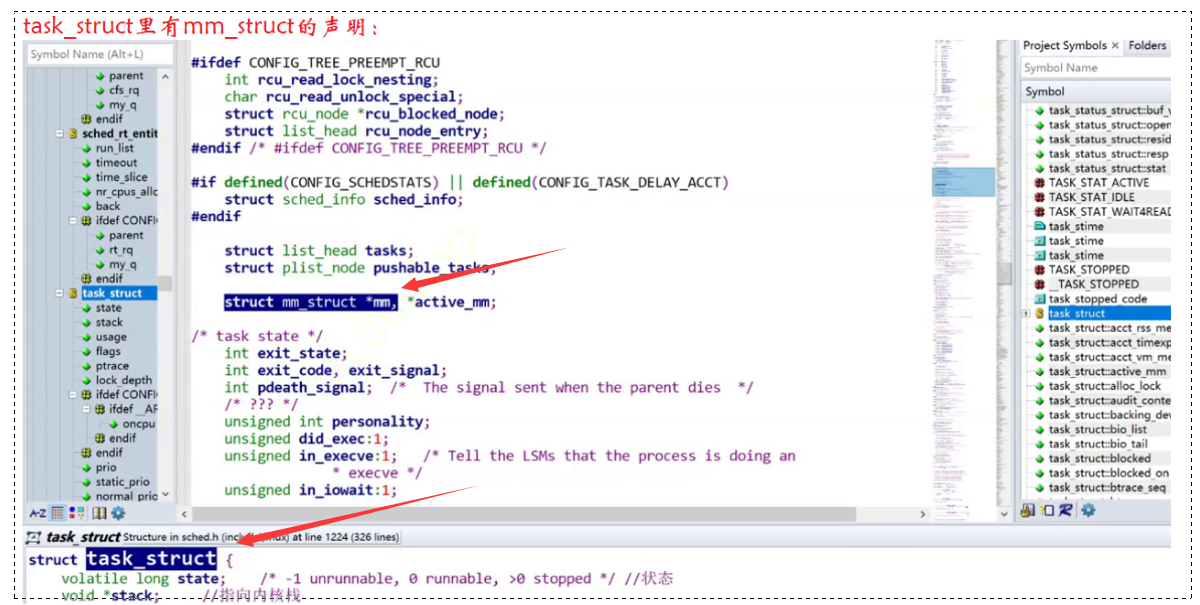 task_struct里有mm_struct的声明：
Symbol Name (Alt+L)
parent
cfs_rq
my_q
endif
sched_rt_entit
run_list
timeout
time_slice
nr_cpus_allc
back
ifdef CONFI
parent
rt_rq
my_q
endif
task_struct
state
stack
usage
flags
ptrace
lock_depth
ifdef CONFI
ifdef __AF
oncpu
endif
endif
prio
static_prio
normal prio
A-Z
#ifdef CONFIG_TREE_PREEMPT_RCU
int rcu_read_lock_nesting;
char rcu_read_unlock_special;
struct rcu_node *rcu_blocked_node;
struct list_head rcu_node_entry;
#endif /* #ifdef CONFIG_TREE_PREEMPT_RCU */
#if defined(CONFIG_SCHEDSTATS) || defined(CONFIG_TASK_DELAY_ACCT)
struct sched_info sched_info;
#endif
struct list_head tasks;
struct plist_node pushable_tasks;
struct mm_struct *mm, *active_mm;
/* task state */
int exit_state;
int exit_code, exit_signal;
int pdeath_signal;  /*  The signal sent when the parent dies  */
/* ??? */
unsigned int personality;
unsigned did_exec:1;
unsigned in_execve:1;   /* Tell the LSMs that the process is doing an
* execve */
unsigned in_iowait:1;
Project Symbols × Folders
Symbol Name
Symbol
task_status_struct::buf_v
task_status_struct::open
task_status_struct::resid
task_status_struct::resp
task_status_struct::stat
TASK_STAT_ACTIVE
TASK_STAT_IDLE
TASK_STAT_WAIT4READ
task_stime
task_stime
task_stime
TASK_STOPPED
__TASK_STOPPED
task_stopped_code
task_struct
task_struct::acct_rss_me
task_struct::acct_timexp
task_struct::acct_vm_me
task_struct::active_mm
task_struct::alloc_lock
task_struct::audit_conte
task_struct::backing_dev
task_struct::bio_list
task_struct::bio_tail
task_struct::blocked
task_struct::blocked_on
task_struct::btrace_seq
task_struct Structure in sched.h (include\linux) at line 1224 (326 lines)
struct task_struct {
volatile long state;    /* -1 unrunnable, 0 runnable, >0 stopped */ //状态
void *stack;     //指向内核栈